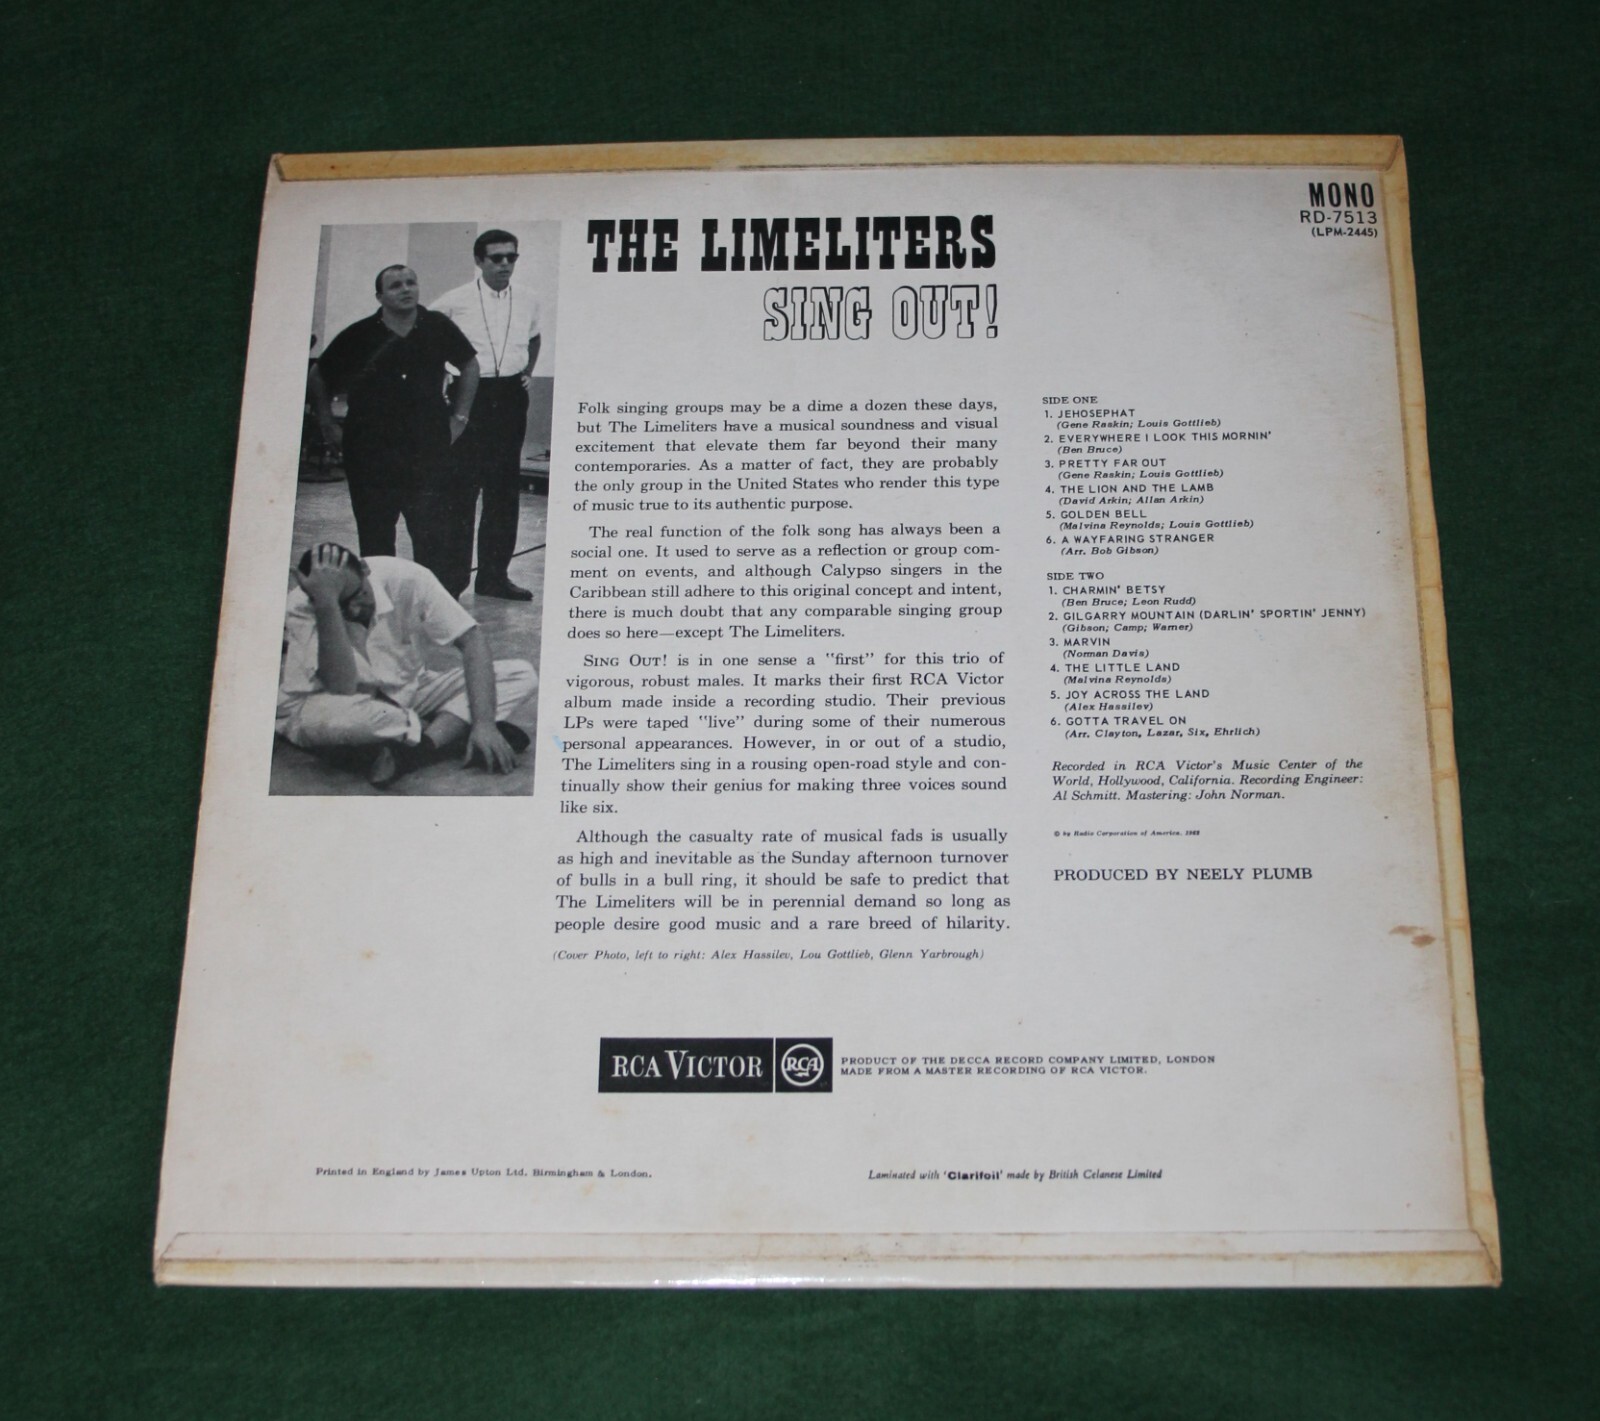 MONO
RD-7513
(LPM-2445)
THE LIMELITERS
SING OUT!
Folk singing groups may be a dime a dozen these days,
but The Limeliters have a musical soundness and visual
excitement that elevate them far beyond their many
contemporaries. As a matter of fact, they are probably
the only group in the United States who render this type
of music true to its authentic purpose.
The real function of the folk song has always been a
social one. It used to serve as a reflection or group com-
ment on events, and although Calypso singers in the
Caribbean still adhere to this original concept and intent,
there is much doubt that any comparable singing group
does so here—except The Limeliters.
SING OUT! is in one sense a "first" for this trio of
vigorous, robust males. It marks their first RCA Victor
album made inside a recording studio. Their previous
LPs were taped "live" during some of their numerous
personal appearances. However, in or out of a studio,
The Limeliters sing in a rousing open-road style and con-
tinually show their genius for making three voices sound
like six.
Although the casualty rate of musical fads is usually
as high and inevitable as the Sunday afternoon turnover
of bulls in a bull ring, it should be safe to predict that
The Limeliters will be in perennial demand so long as
people desire good music and a rare breed of hilarity.
(Cover Photo, left to right: Alex Hassilev, Lou Gottlieb, Glenn Yarbrough)
SIDE ONE
1. JEHOSEPHAT
(Gene Raskin; Louis Gottlieb)
2. EVERYWHERE I LOOK THIS MORNIN'
(Ben Bruce)
3. PRETTY FAR OUT
(Gene Raskin; Louis Gottlieb)
4. THE LION AND THE LAMB
(David Arkin; Allan Arkin)
5. GOLDEN BELL
(Malvina Reynolds; Louis Gottlieb)
6. A WAYFARING STRANGER
(Arr. Bob Gibson)
SIDE TWO
1. CHARMIN' BETSY
(Ben Bruce; Leon Rudd)
2. GILGARRY MOUNTAIN (DARLIN' SPORTIN' JENNY)
(Gibson; Camp; Warner)
3. MARVIN
(Norman Davis)
4. THE LITTLE LAND
(Malvina Reynolds)
5. JOY ACROSS THE LAND
(Alex Hassilev)
6. GOTTA TRAVEL ON
(Arr. Clayton, Lazar, Six, Ehrlich)
Recorded in RCA Victor's Music Center of the
World, Hollywood, California. Recording Engineer:
Al Schmitt. Mastering: John Norman.
© by Radio Corporation of America,
PRODUCED BY NEELY PLUMB
RCA VICTOR RCA
PRODUCT OF THE DECCA RECORD COMPANY LIMITED, LONDON
MADE FROM A MASTER RECORDING OF RCA VICTOR.
Printed in England by James Upton Ltd. Birmingham & London.
Laminated with 'Clarifoil' made by British Celanese Limited